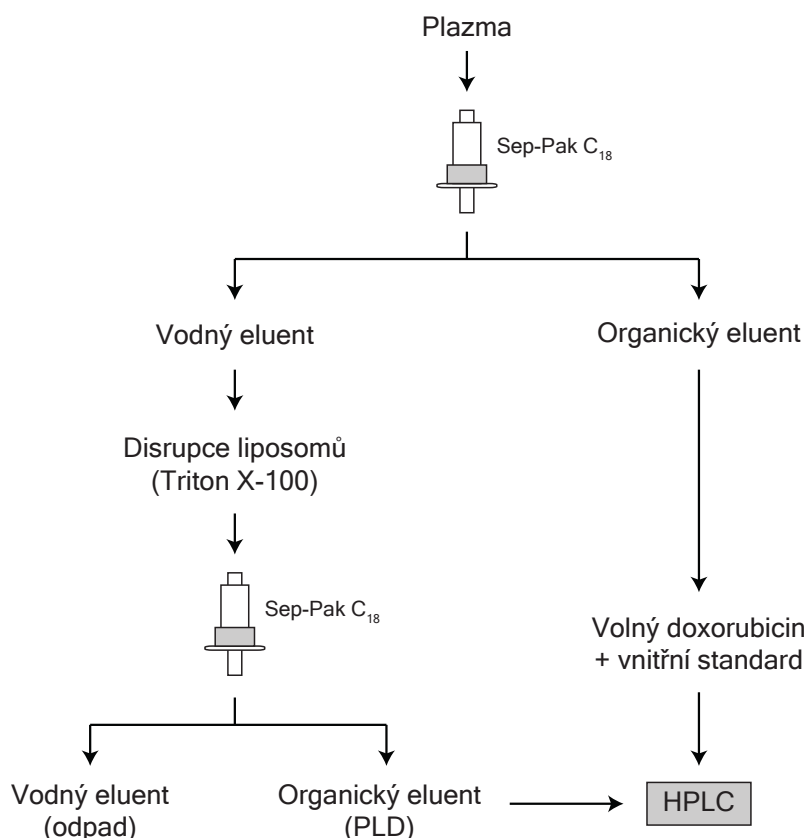 Plazma
Sep-Pak C₁₈
Vodný eluent
Organický eluent
Disrupce liposomů
(Triton X-100)
Sep-Pak C₁₈
Volný doxorubicin
+ vnitřní standard
Vodný eluent
(odpad)
Organický eluent
(PLD)
HPLC